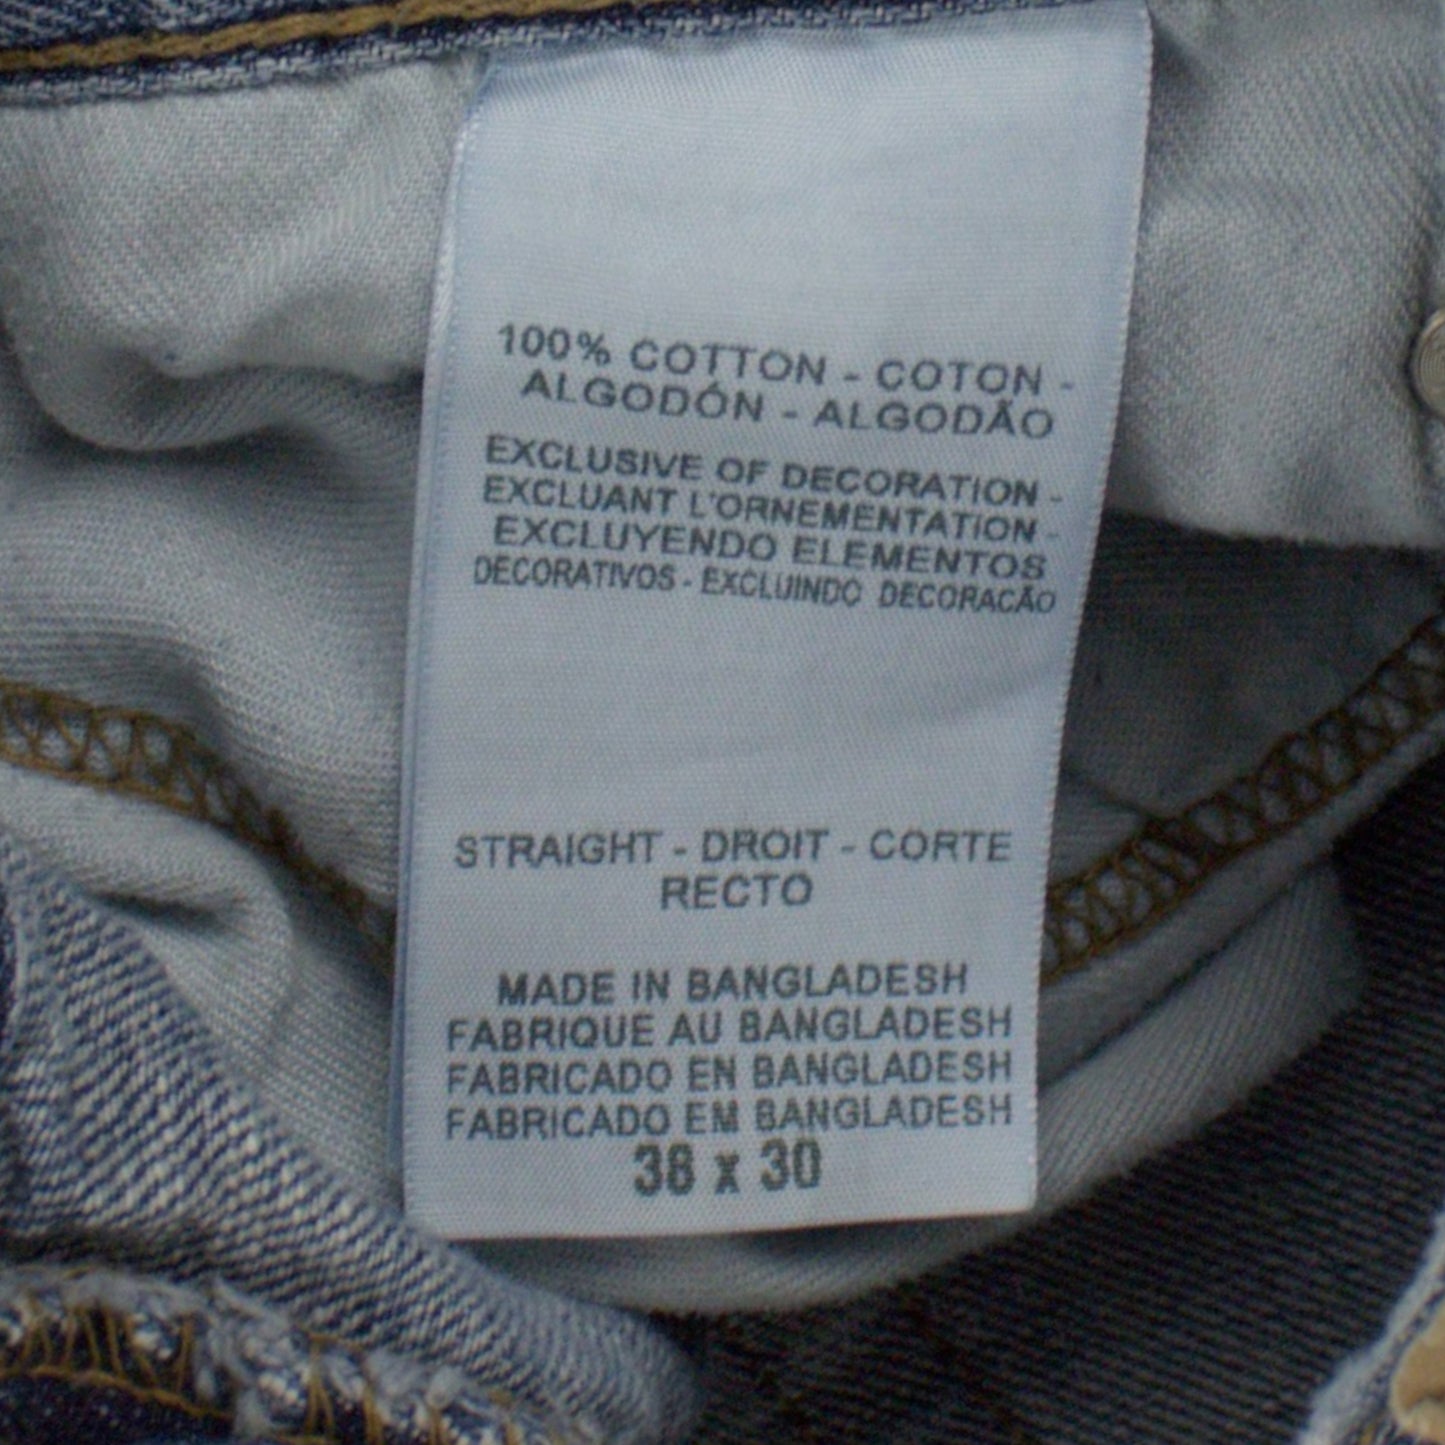 100% COTTON - COTON -
ALGODÓN - ALGODÃO
EXCLUSIVE OF DECORATION -
EXCLUANT L'ORNEMENTATION -
EXCLUYENDO ELEMENTOS
DECORATIVOS - EXCLUINDO DECORACÃO
STRAIGHT - DROIT - CORTE
RECTO
MADE IN BANGLADESH
FABRIQUE AU BANGLADESH
FABRICADO EN BANGLADESH
FABRICADO EM BANGLADESH
38 x 30